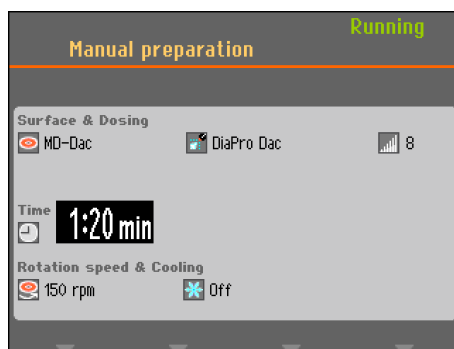 Running
Manual preparation
Surface & Dosing
MD-Dac DiaPro Dac 8
Time
1:20 min
Rotation speed & Cooling
150 rpm Off